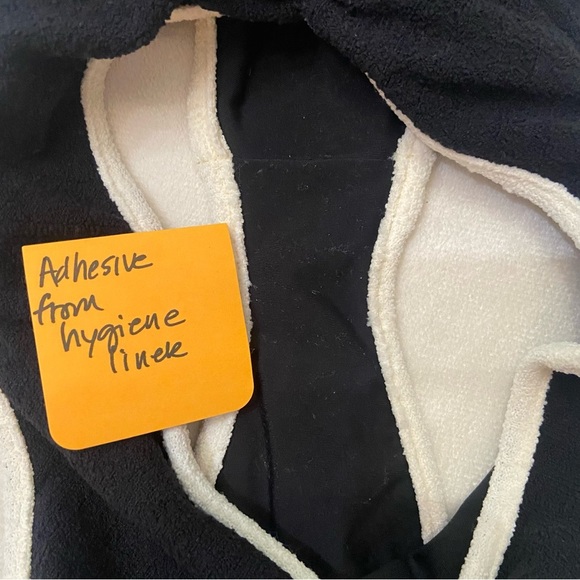 Adhesive
from
hygiene
liner